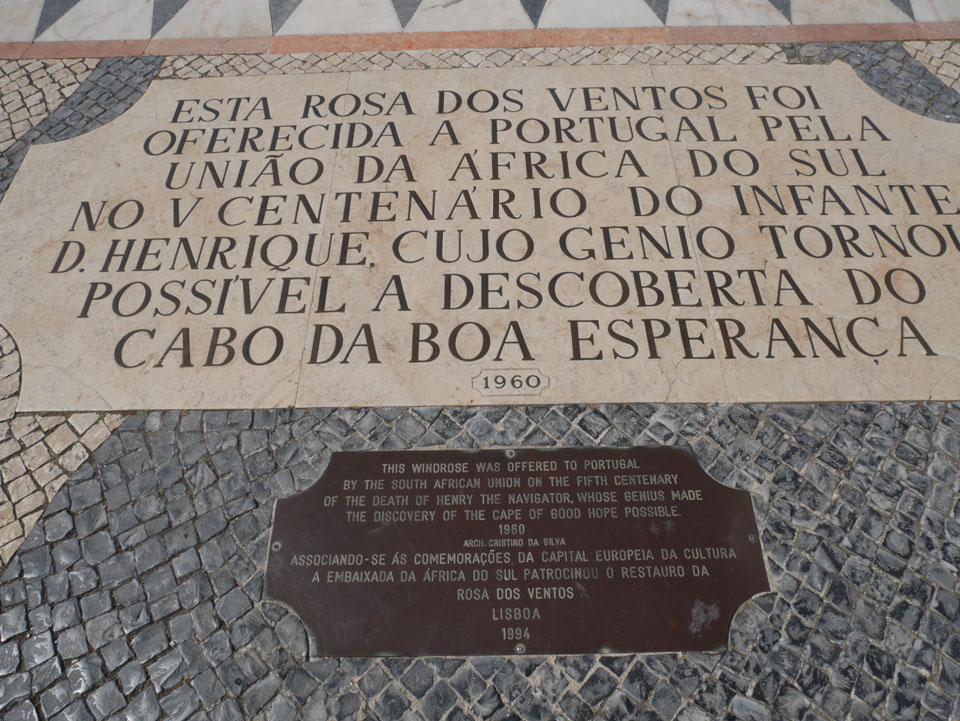 ESTA ROSA DOS VENTOS FOI
OFERECIDA A PORTUGAL PELA
UNIÃO DA ÁFRICA DO SUL
NO V CENTENÁRIO DO INFANTE
D. HENRIQUE, CUJO GENIO TORNOU
POSSÍVEL A DESCOBERTA DO
CABO DA BOA ESPERANÇA
1960
THIS WINDROSE WAS OFFERED TO PORTUGAL
BY THE SOUTH AFRICAN UNION ON THE FIFTH CENTENARY
OF THE DEATH OF HENRY THE NAVIGATOR, WHOSE GENIUS MADE
THE DISCOVERY OF THE CAPE OF GOOD HOPE POSSIBLE.
1960
ARCH. CRISTINO DA SILVA
ASSOCIANDO-SE ÁS COMEMORAÇÕES DA CAPITAL EUROPEIA DA CULTURA
A EMBAIXADA DA ÁFRICA DO SUL PATROCINOU O RESTAURO DA
ROSA DOS VENTOS
LISBOA
1994